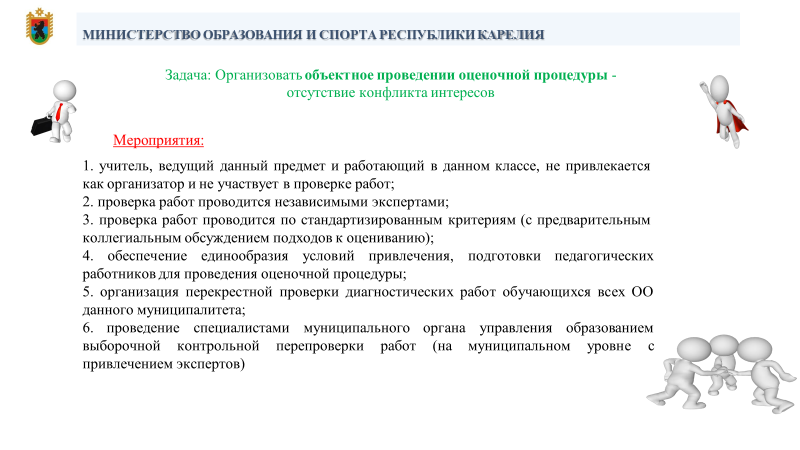 МИНИСТЕРСТВО ОБРАЗОВАНИЯ И СПОРТА РЕСПУБЛИКИ КАРЕЛИЯ
Задача: Организовать объектное проведении оценочной процедуры -
отсутствие конфликта интересов
Мероприятия:
1. учитель, ведущий данный предмет и работающий в данном классе, не привлекается
как организатор и не участвует в проверке работ;
2. проверка работ проводится независимыми экспертами;
3. проверка работ проводится по стандартизированным критериям (с предварительным
коллегиальным обсуждением подходов к оцениванию);
4. обеспечение единообразия условий привлечения, подготовки педагогических
работников для проведения оценочной процедуры;
5. организация перекрестной проверки диагностических работ обучающихся всех ОО
данного муниципалитета;
6. проведение специалистами муниципального органа управления образованием
выборочной контрольной перепроверки работ (на муниципальном уровне с
привлечением экспертов)